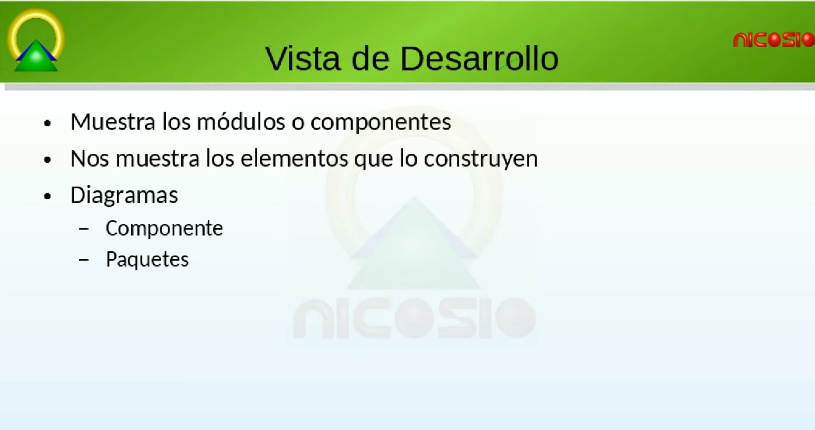 NICOSIO
Vista de Desarrollo
• Muestra los módulos o componentes
• Nos muestra los elementos que lo construyen
• Diagramas
– Componente
– Paquetes
NICOSIO